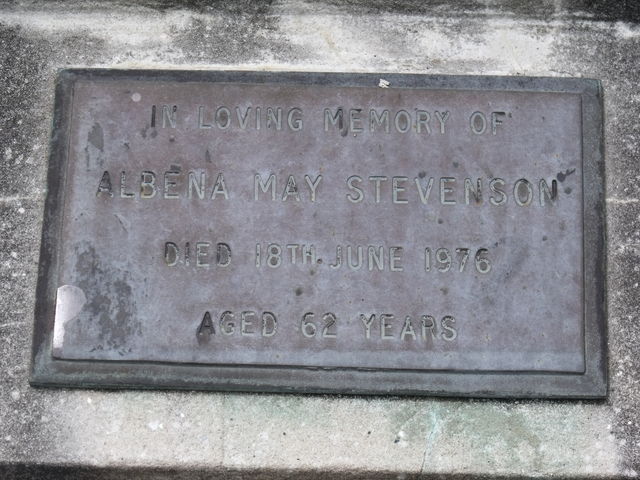 IN LOVING MEMORY OF
ALBENA MAY STEVENSON
DIED 18TH JUNE 1976
AGED 62 YEARS